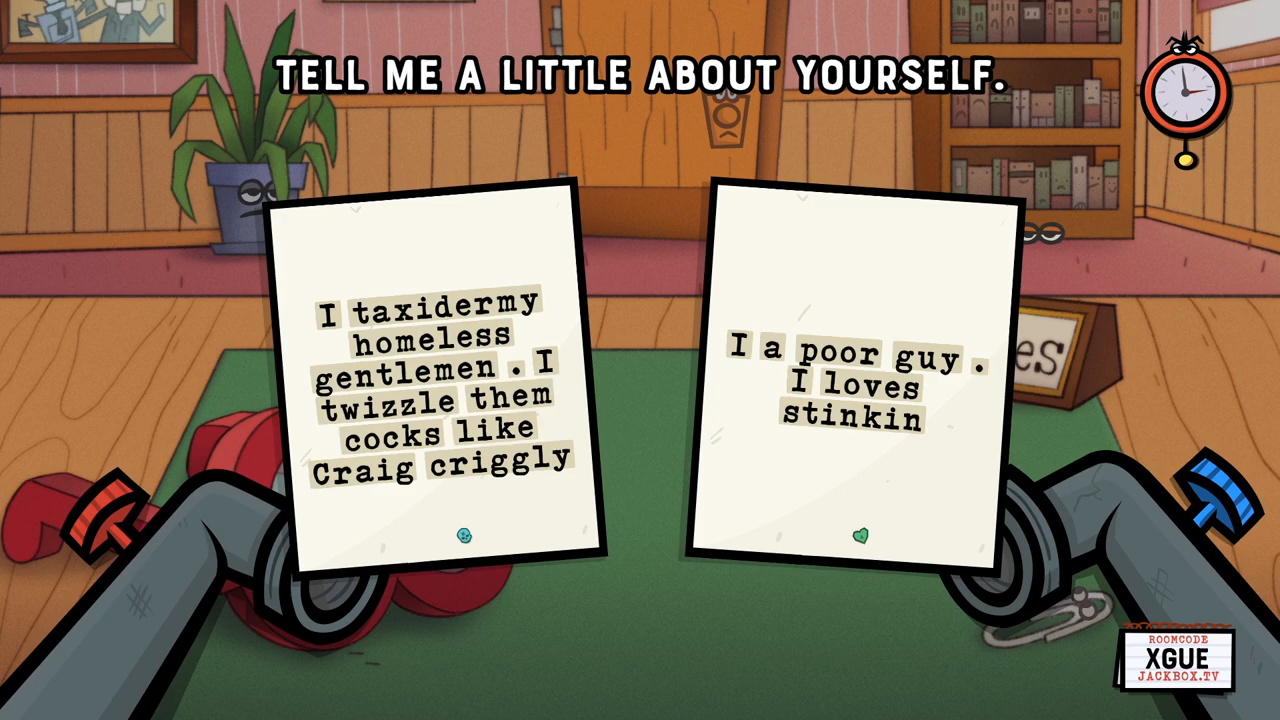 TELL ME A LITTLE ABOUT YOURSELF.
I taxidermy
homeless
gentlemen . I
twizzle them
cocks like
Craig criggly
I a poor guy .
I loves
stinkin
es
ROOMCODE
XGUE
JACKBOX.TV